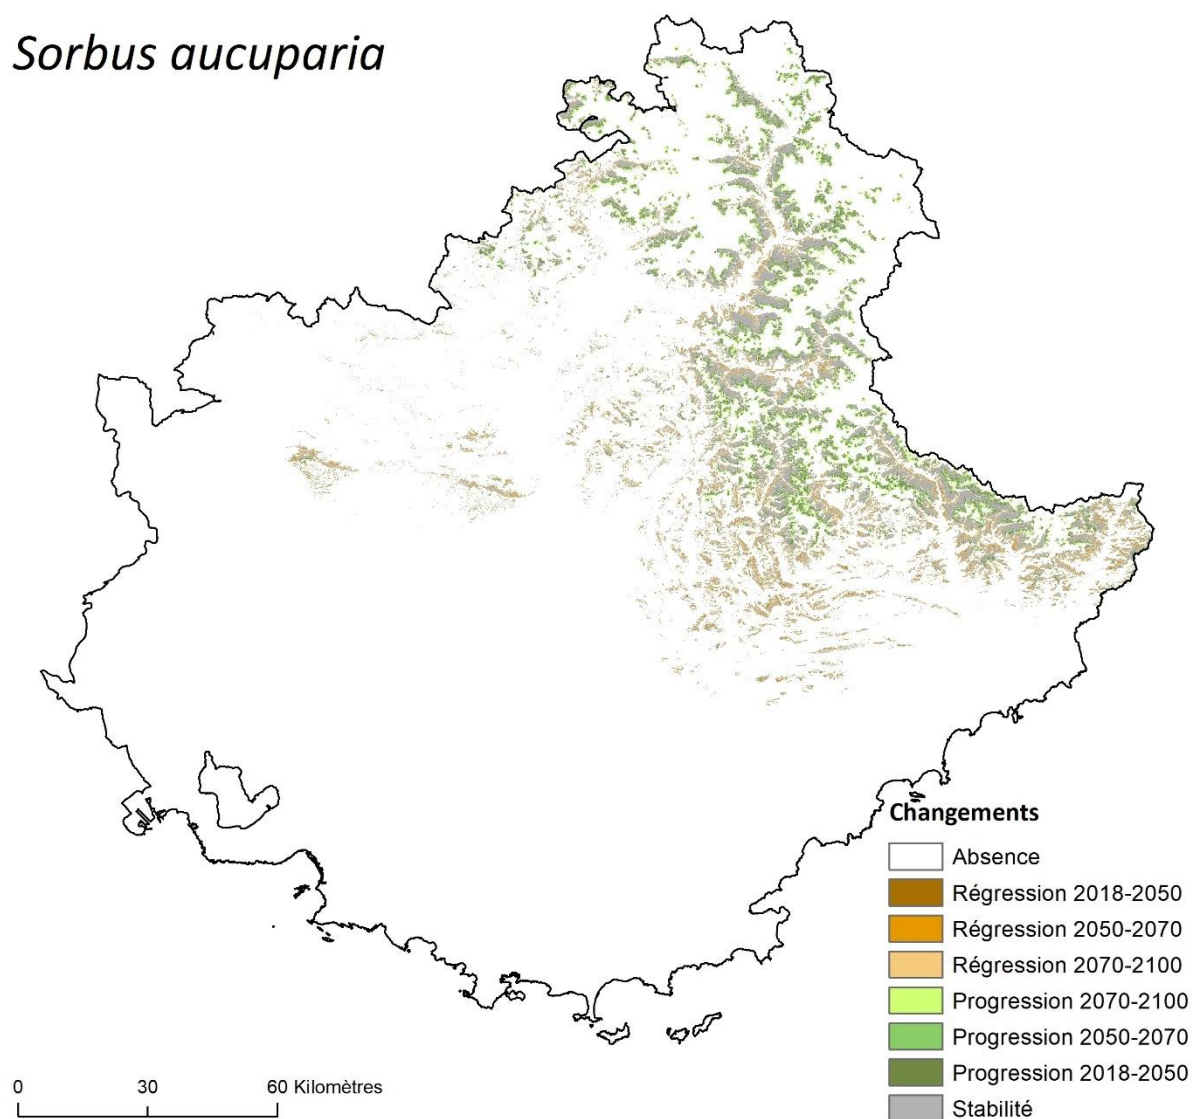 Sorbus aucuparia
Changements
Absence
Régression 2018-2050
Régression 2050-2070
Régression 2070-2100
Progression 2070-2100
Progression 2050-2070
Progression 2018-2050
Stabilité
0 30 60 Kilomètres